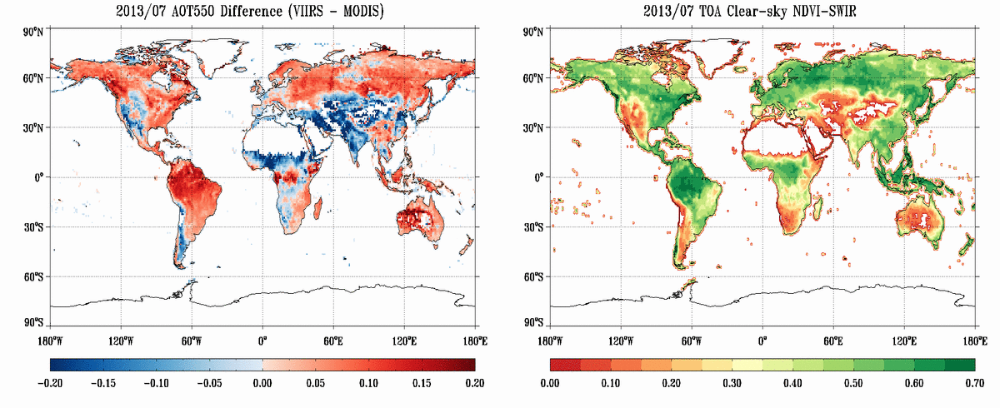 2013/07 AOT550 Difference (VIIRS - MODIS)
90°N
60°N
30°N
0°
30°S
60°S
90°S
180°W 120°W 60°W 0° 60°E 120°E 180°E
-0.20 -0.15 -0.10 -0.05 0.00 0.05 0.10 0.15 0.20
2013/07 TOA Clear-sky NDVI-SWIR
90°N
60°N
30°N
0°
30°S
60°S
90°S
180°W 120°W 60°W 0° 60°E 120°E 180°E
0.00 0.10 0.20 0.30 0.40 0.50 0.60 0.70